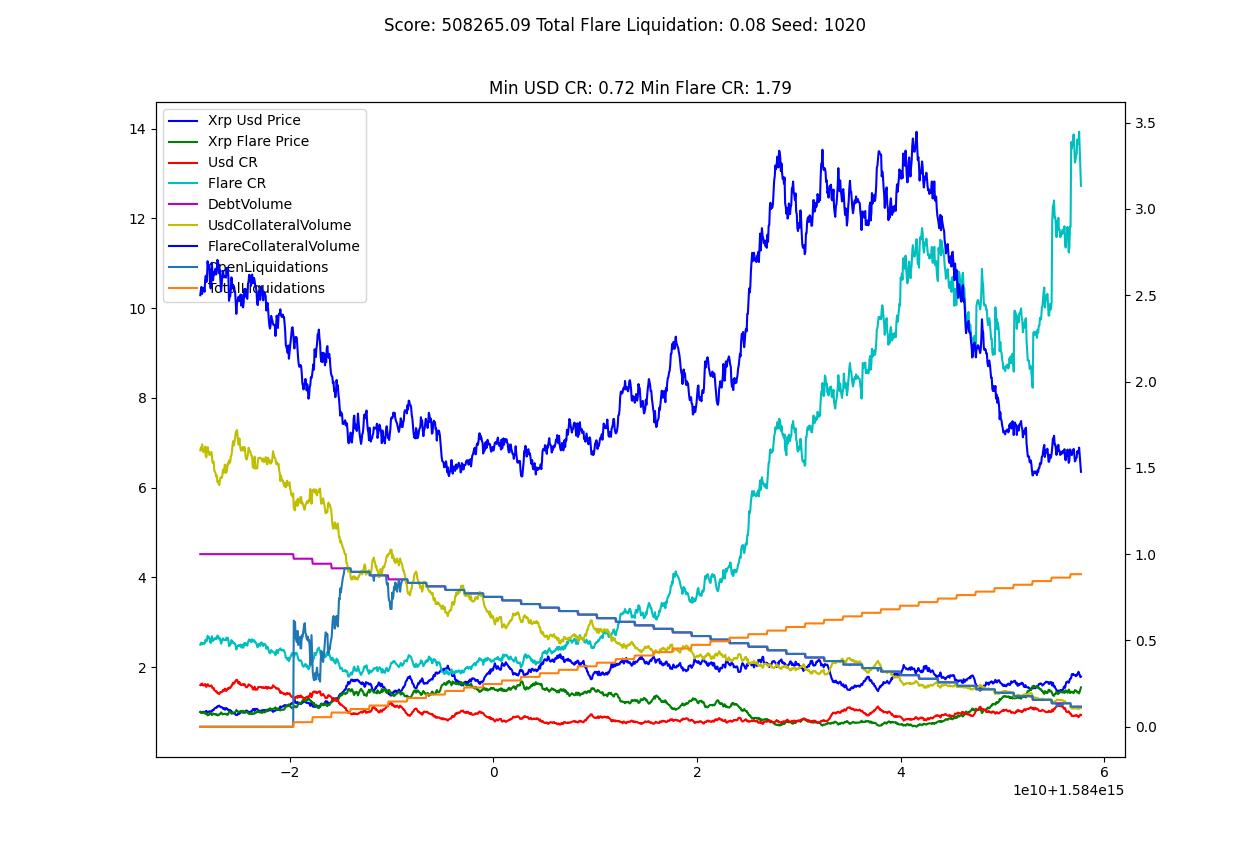 Score: 508265.09 Total Flare Liquidation: 0.08 Seed: 1020
Min USD CR: 0.72 Min Flare CR: 1.79
Xrp Usd Price
Xrp Flare Price
Usd CR
Flare CR
DebtVolume
UsdCollateralVolume
FlareCollateralVolume
OpenLiquidations
TotalLiquidations
14
12
10
8
6
4
2
3.5
3.0
2.5
2.0
1.5
1.0
0.5
0.0
−2
0
2
4
6
1e10+1.584e15